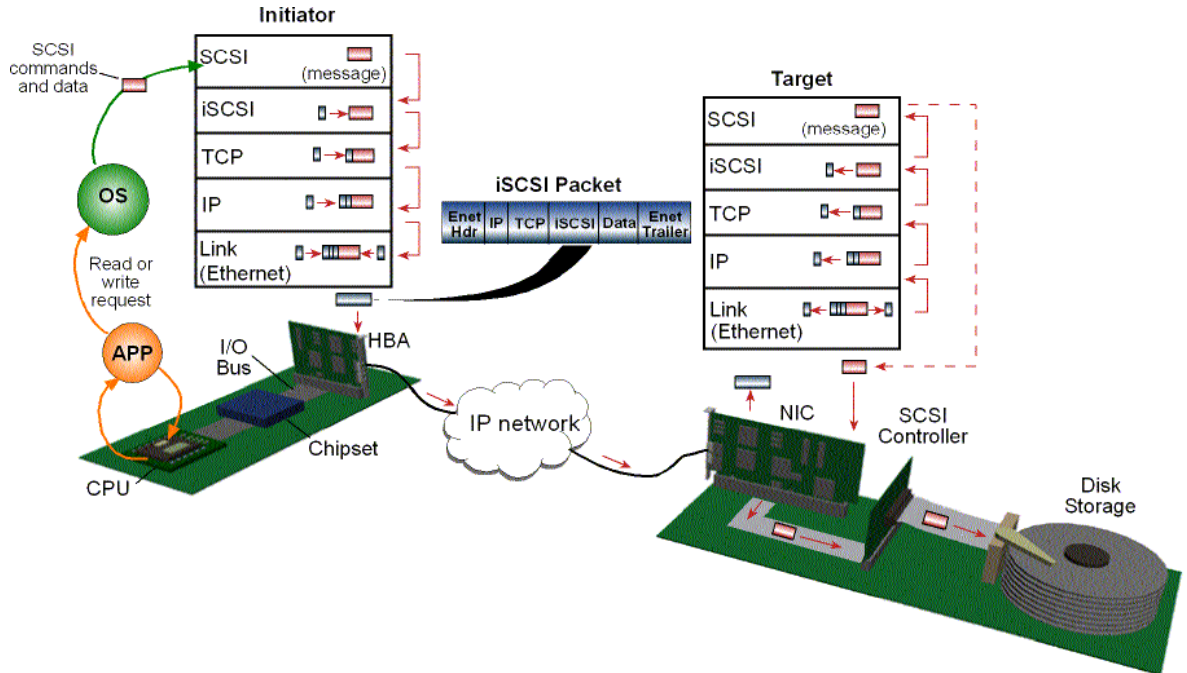 Initiator
SCSI
commands
and data
SCSI
(message)
iSCSI
TCP
IP
Link
(Ethernet)
OS
Read or
write
request
APP
I/O
Bus
HBA
Chipset
CPU
iSCSI Packet
Enet
Hdr
IP
TCP
iSCSI
Data
Enet
Trailer
IP network
Target
SCSI
(message)
iSCSI
TCP
IP
Link
(Ethernet)
NIC
SCSI
Controller
Disk
Storage